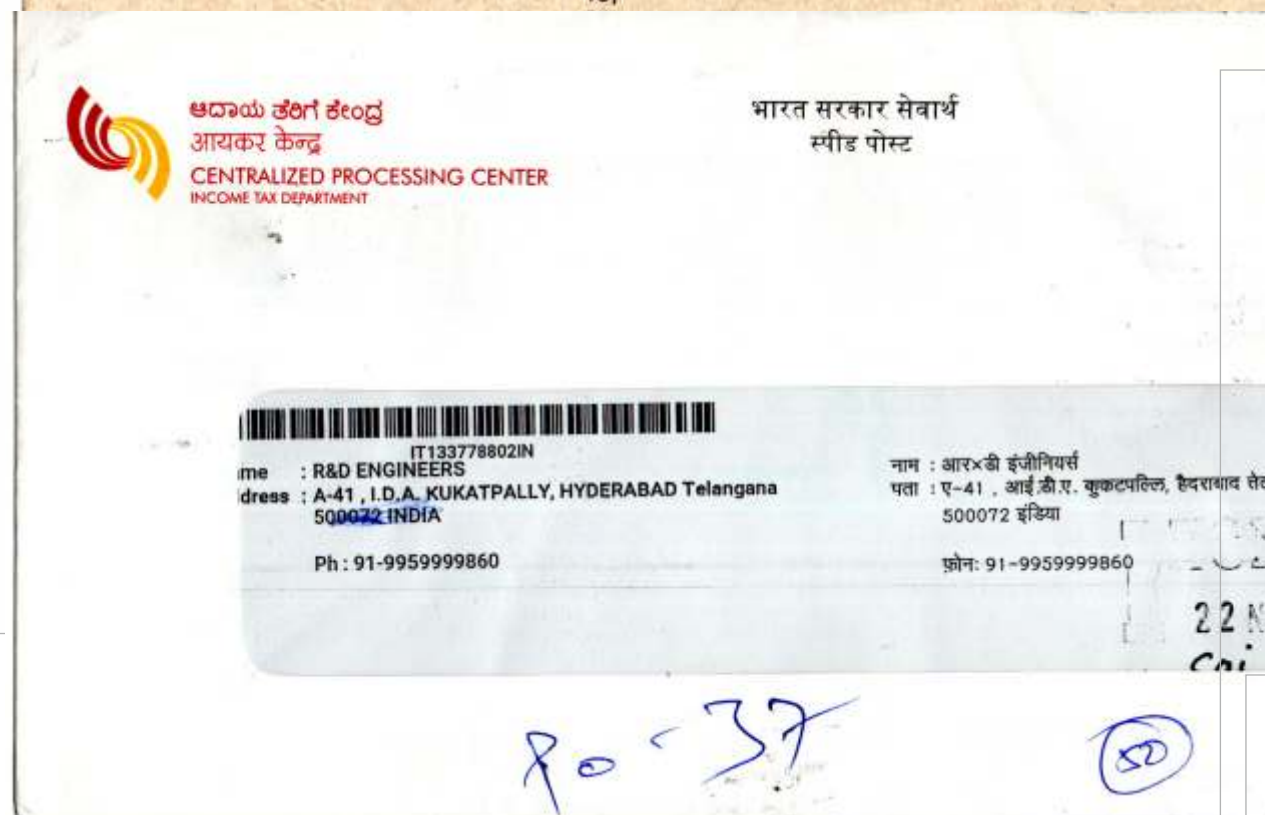 ಆದಾಯ ತೆರಿಗೆ ಕೇಂದ್ರ
आयकर केन्द्र
CENTRALIZED PROCESSING CENTER
INCOME TAX DEPARTMENT
भारत सरकार सेवार्थ
स्पीड पोस्ट
IT133778802IN
me : R&D ENGINEERS
dress : A-41 , I.D.A. KUKATPALLY, HYDERABAD Telangana
500072 INDIA
Ph : 91-9959999860
नाम : आर×डी इंजीनियर्स
पता : ए-41 , आई.डी.ए. कुकटपल्लि, हैदराबाद
500072 इंडिया
फ़ोन: 91-9959999860
22
37
50